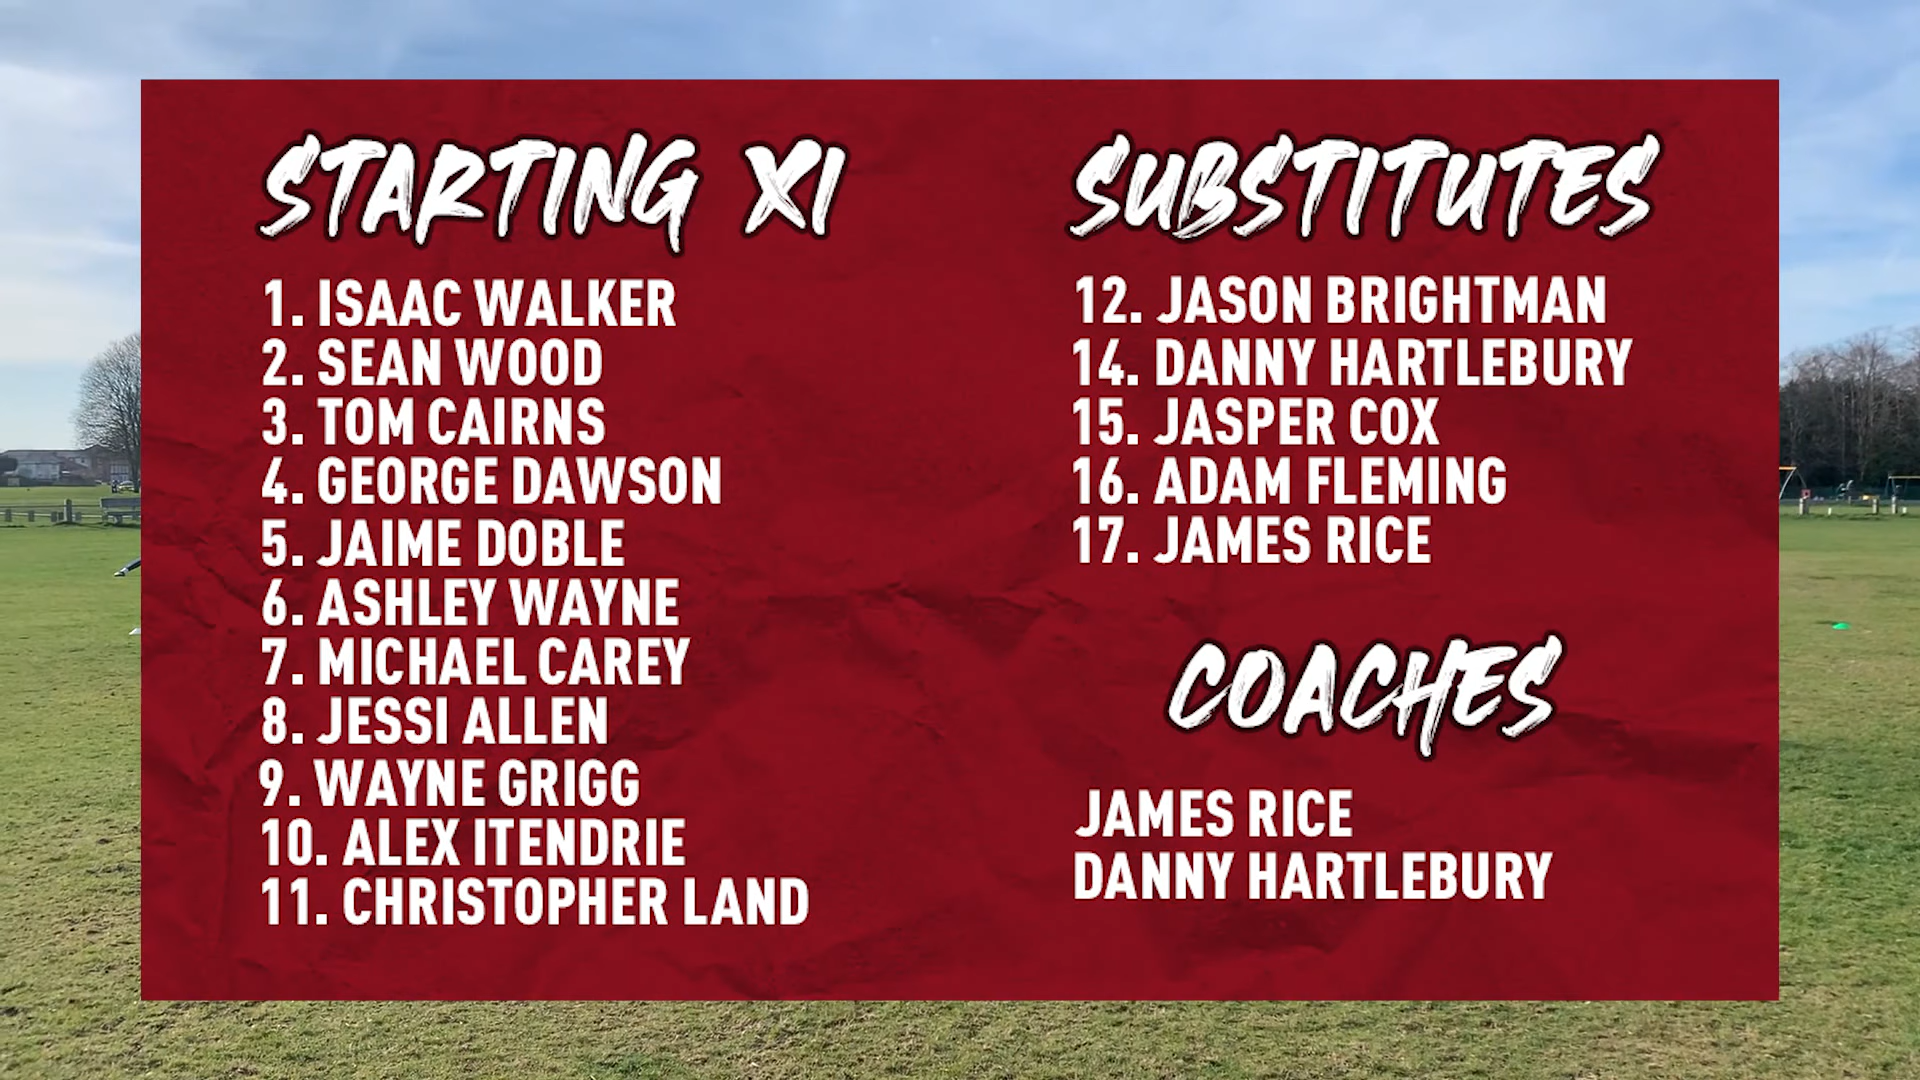 STARTING XI
1. ISAAC WALKER
2. SEAN WOOD
3. TOM CAIRNS
4. GEORGE DAWSON
5. JAIME DOBLE
6. ASHLEY WAYNE
7. MICHAEL CAREY
8. JESSI ALLEN
9. WAYNE GRIGG
10. ALEX ITENDRIE
11. CHRISTOPHER LAND
SUBSTITUTES
12. JASON BRIGHTMAN
14. DANNY HARTLEBURY
15. JASPER COX
16. ADAM FLEMING
17. JAMES RICE
COACHES
JAMES RICE
DANNY HARTLEBURY